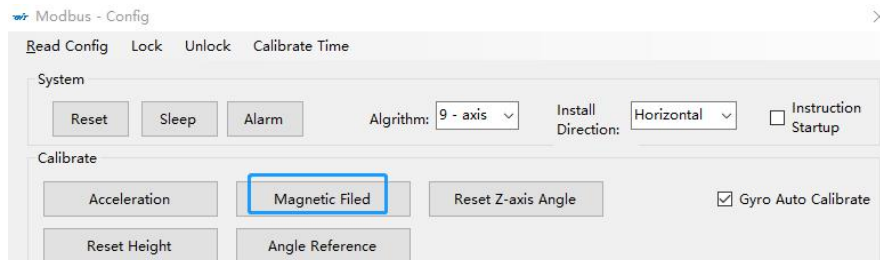 Modbus - Config
Read Config Lock Unlock Calibrate Time
System
Reset Sleep Alarm Algrithm: 9 - axis Install Direction: Horizontal Instruction Startup
Calibrate
Acceleration Magnetic Filed Reset Z-axis Angle Gyro Auto Calibrate
Reset Height Angle Reference